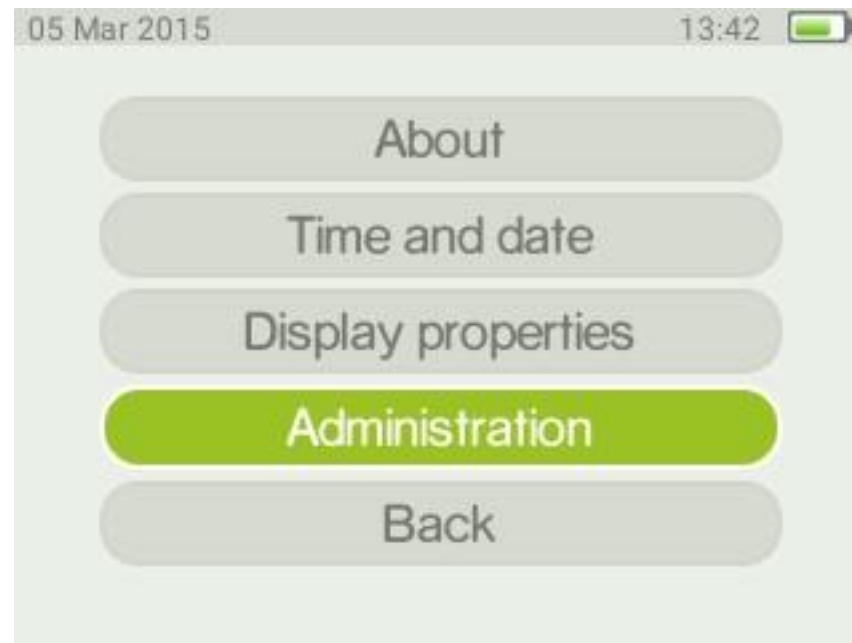 05 Mar 2015 13:42
About
Time and date
Display properties
Administration
Back